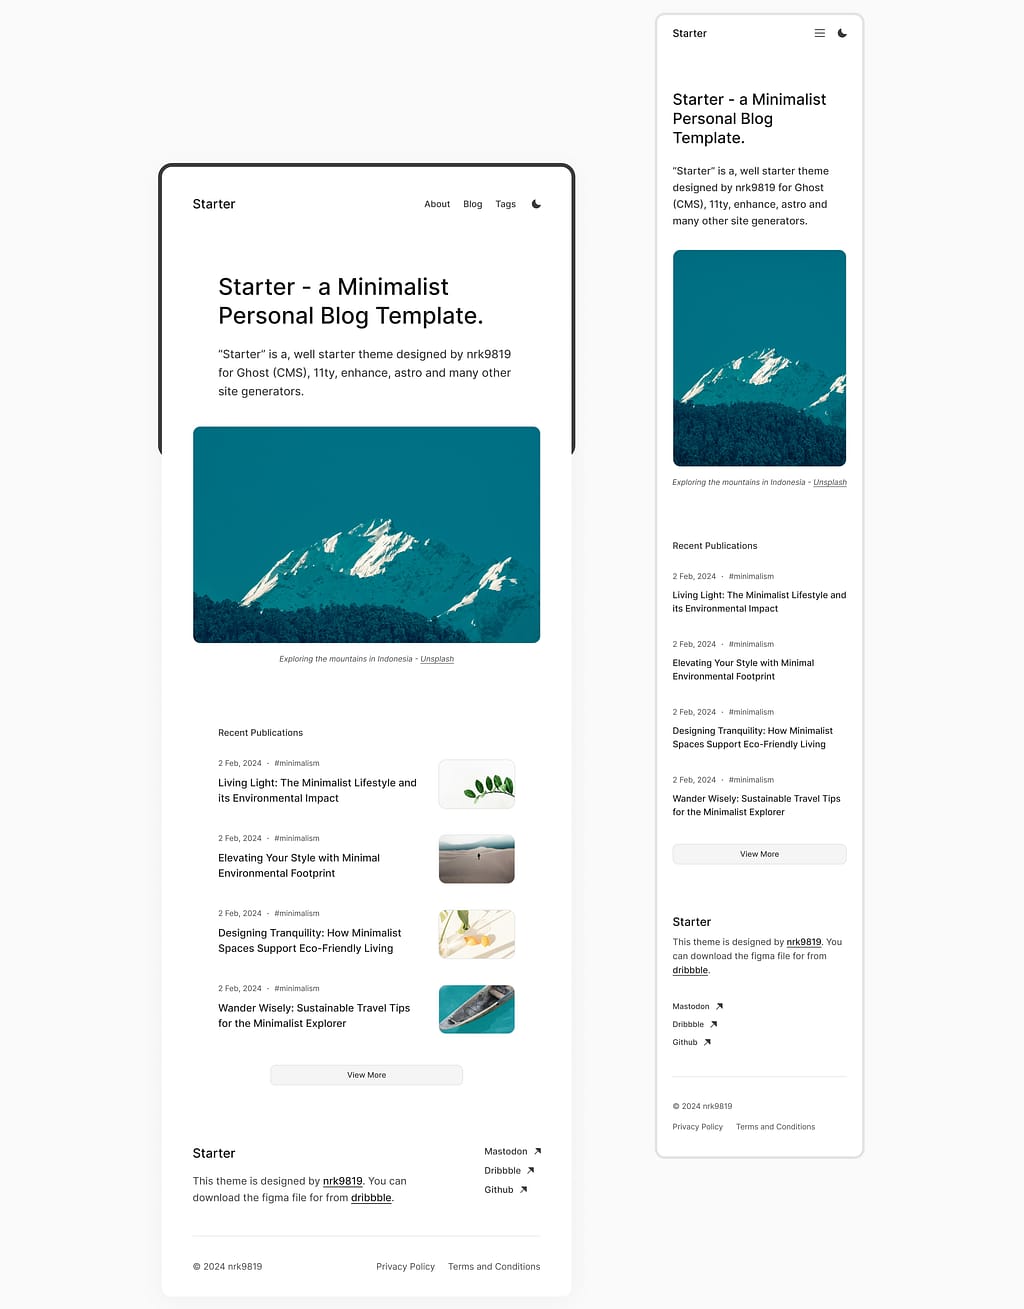 Starter
About Blog Tags
Starter - a Minimalist
Personal Blog Template.
“Starter” is a, well starter theme designed by nrk9819
for Ghost (CMS), 11ty, enhance, astro and many other
site generators.
Exploring the mountains in Indonesia - Unsplash
Recent Publications
2 Feb, 2024 · #minimalism
Living Light: The Minimalist Lifestyle and
its Environmental Impact
2 Feb, 2024 · #minimalism
Elevating Your Style with Minimal
Environmental Footprint
2 Feb, 2024 · #minimalism
Designing Tranquility: How Minimalist
Spaces Support Eco-Friendly Living
2 Feb, 2024 · #minimalism
Wander Wisely: Sustainable Travel Tips
for the Minimalist Explorer
View More
Starter
This theme is designed by nrk9819. You can
download the figma file for from dribbble.
Mastodon
Dribbble
Github
© 2024 nrk9819
Privacy Policy Terms and Conditions
Starter
Starter - a Minimalist
Personal Blog
Template.
“Starter” is a, well starter theme
designed by nrk9819 for Ghost
(CMS), 11ty, enhance, astro and
many other site generators.
Exploring the mountains in Indonesia - Unsplash
Recent Publications
2 Feb, 2024 · #minimalism
Living Light: The Minimalist Lifestyle and
its Environmental Impact
2 Feb, 2024 · #minimalism
Elevating Your Style with Minimal
Environmental Footprint
2 Feb, 2024 · #minimalism
Designing Tranquility: How Minimalist
Spaces Support Eco-Friendly Living
2 Feb, 2024 · #minimalism
Wander Wisely: Sustainable Travel Tips
for the Minimalist Explorer
View More
Starter
This theme is designed by nrk9819. You
can download the figma file for from
dribbble.
Mastodon
Dribbble
Github
© 2024 nrk9819
Privacy Policy Terms and Conditions